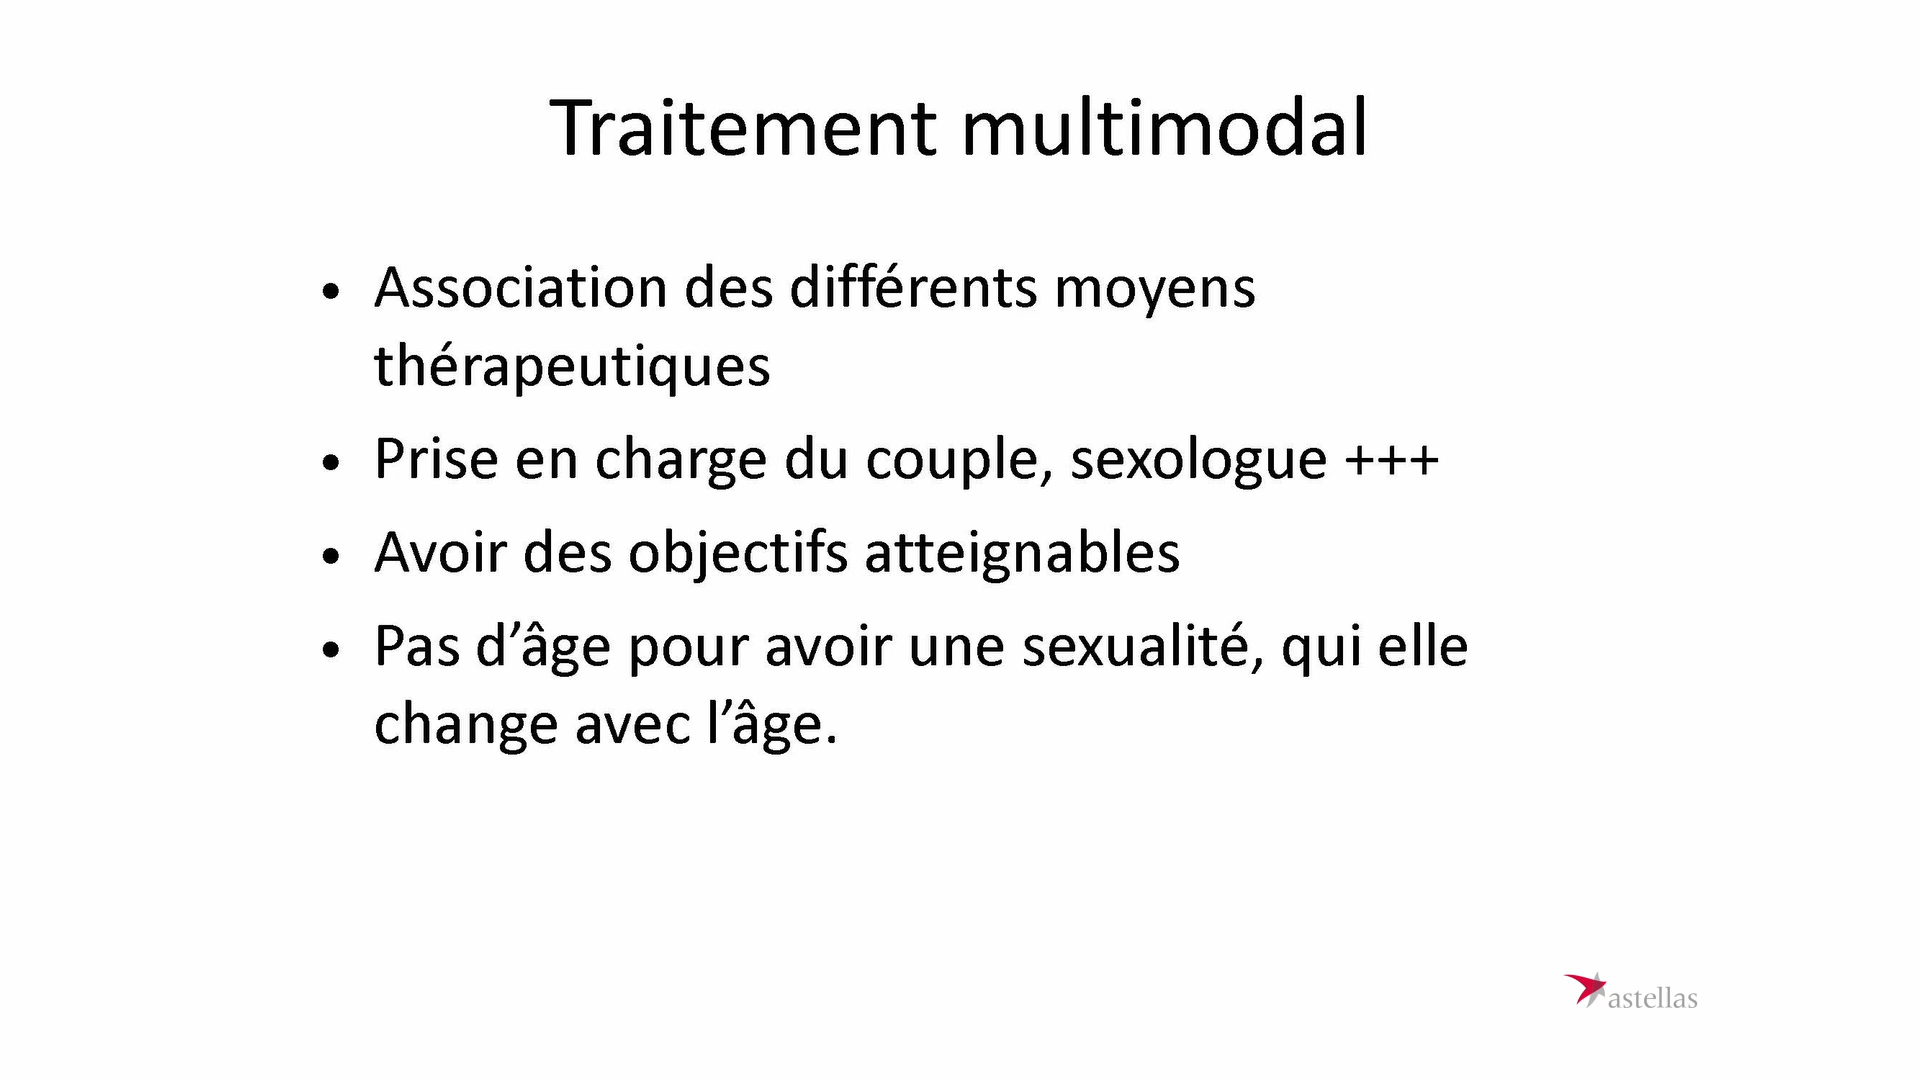 Traitement multimodal
• Association des différents moyens
thérapeutiques
• Prise en charge du couple, sexologue +++
• Avoir des objectifs atteignables
• Pas d’âge pour avoir une sexualité, qui elle
change avec l’âge.
astellas